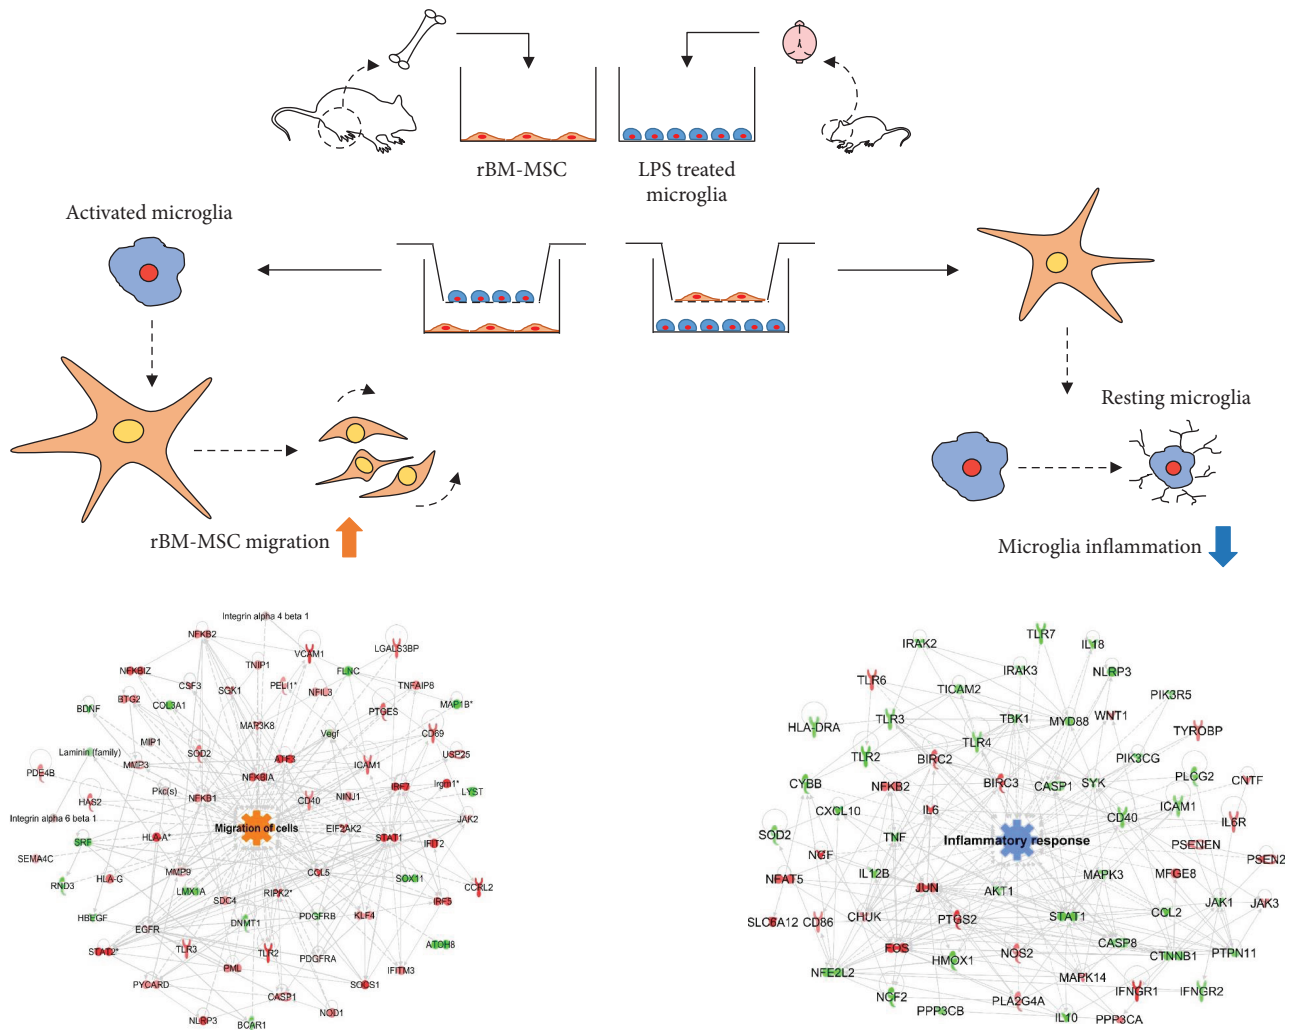 rBM-MSC
LPS treated
microglia
Activated microglia
Resting microglia
rBM-MSC migration
Microglia inflammation
Integrin alpha 4 beta 1
NFKB2
VCAM1
LGALS3BP
NFKBIZ
TNIP1
FLNC
CSF3
SGK1
PELI1*
NFIL3
TNFAIP8
BTG2
COL3A1
MAP1B*
BDNF
PTGES
MAP3K8
Vegf
CD69
MIP1
Laminin (family)
SOD2
ATF3
USP25
MMP3
ICAM1
PDE4B
NFKBIA
IRF7
Irgm1*
Pkc(s)
LYST
HAS2
NFKB1
CD40
NINJ1
Integrin alpha 6 beta 1
JAK2
Migration of cells
EIF2AK2
HLA-A*
STAT1
SRF
IFIT2
SEMA4C
MMP9
CCL5
HLA-G
SOX11
RND3
LMX1A
RIPK2*
CCRL2
SDC4
IRF5
HBEGF
DNMT1
PDGFRB
KLF4
EGFR
STAT2*
TLR3
TLR2
ATOH8
PDGFRA
PML
IFITM3
PYCARD
SOCS1
CASP1
NOD1
NLRP3
BCAR1
TLR7
IRAK2
IL18
IRAK3
NLRP3
TLR6
TICAM2
PIK3R5
WNT1
HLA-DRA
TLR3
TBK1
MYD88
TYROBP
TLR4
TLR2
BIRC2
PIK3CG
CYBB
NFKB2
BIRC3
CASP1
SYK
PLCG2
CNTF
CXCL10
IL6
ICAM1
CD40
SOD2
TNF
IL6R
Inflammatory response
NGF
PSENEN
PSEN2
NFAT5
IL12B
JUN
AKT1
MAPK3
MFGE8
JAK1
JAK3
SLC6A12
CD86
CHUK
PTGS2
STAT1
CCL2
FOS
NOS2
CASP8
PTPN11
HMOX1
CTNNB1
NFE2L2
MAPK14
NCF2
PLA2G4A
IFNGR1
IFNGR2
PPP3CB
IL10
PPP3CA